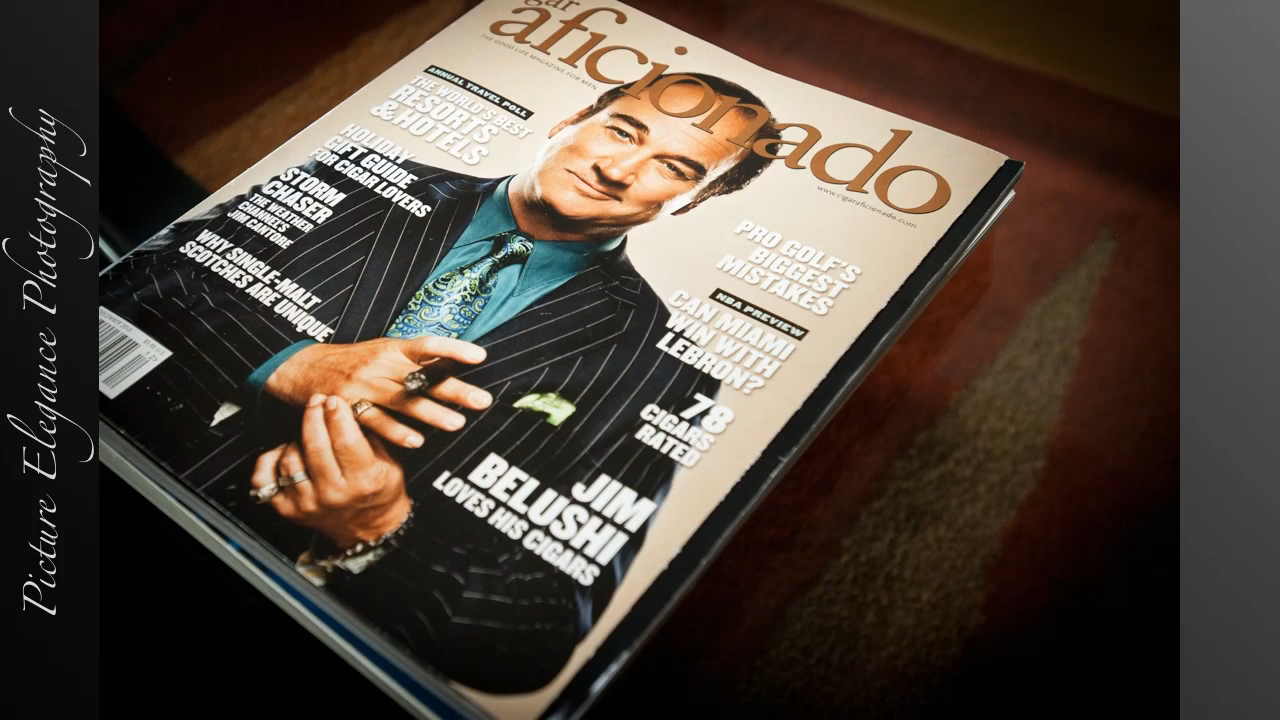 Picture Elegance Photography
gar
aficionado
THE GOOD LIFE MAGAZINE FOR MEN
www.cigaraficionado.com
ANNUAL TRAVEL POLL
THE WORLD'S BEST
RESORTS
& HOTELS
HOLIDAY
GIFT GUIDE
FOR CIGAR LOVERS
STORM
CHASER
THE WEATHER
CHANNEL'S
JIM CANTORE
WHY SINGLE-MALT
SCOTCHES ARE UNIQUE
PRO GOLF'S
BIGGEST
MISTAKES
NBA PREVIEW
CAN MIAMI
WIN WITH
LEBRON?
78
CIGARS
RATED
JIM
BELUSHI
LOVES HIS CIGARS